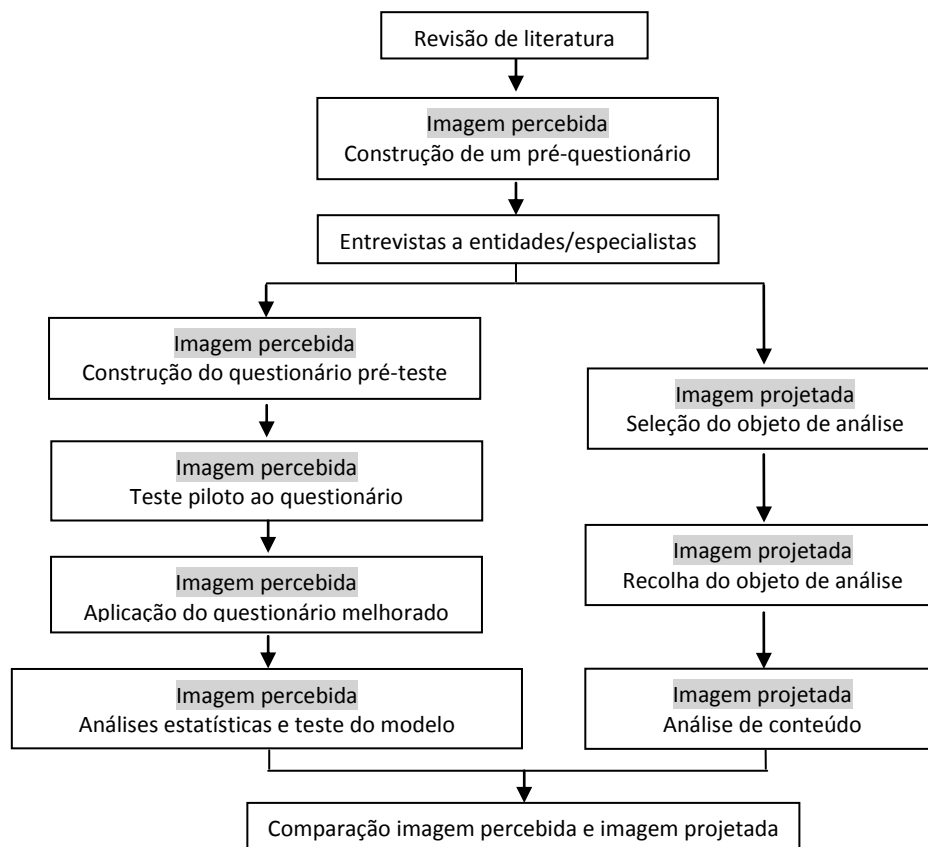 Revisão de literatura
Imagem percebida
Construção de um pré-questionário
Entrevistas a entidades/especialistas
Imagem percebida
Construção do questionário pré-teste
Imagem percebida
Teste piloto ao questionário
Imagem percebida
Aplicação do questionário melhorado
Imagem percebida
Análises estatísticas e teste do modelo
Imagem projetada
Seleção do objeto de análise
Imagem projetada
Recolha do objeto de análise
Imagem projetada
Análise de conteúdo
Comparação imagem percebida e imagem projetada